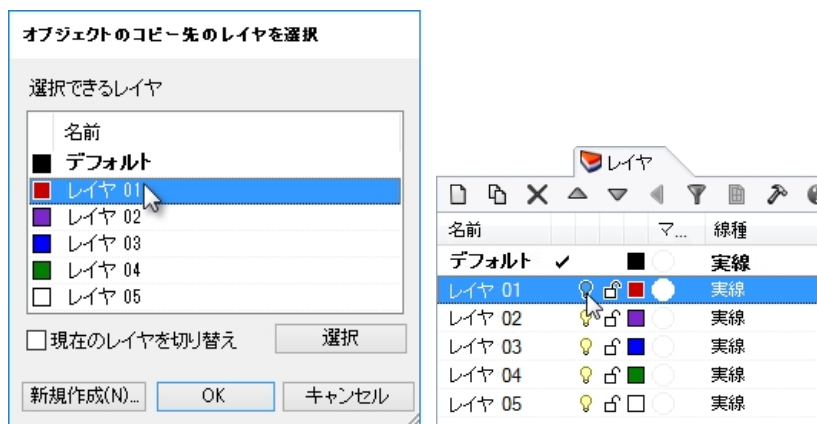 オブジェクトのコピー先のレイヤを選択
選択できるレイヤ
名前
デフォルト
レイヤ 01
レイヤ 02
レイヤ 03
レイヤ 04
レイヤ 05
現在のレイヤを切り替え
選択
新規作成(N)...
OK
キャンセル
レイヤ
名前 マ... 線種
デフォルト 実線
レイヤ 01 実線
レイヤ 02 実線
レイヤ 03 実線
レイヤ 04 実線
レイヤ 05 実線